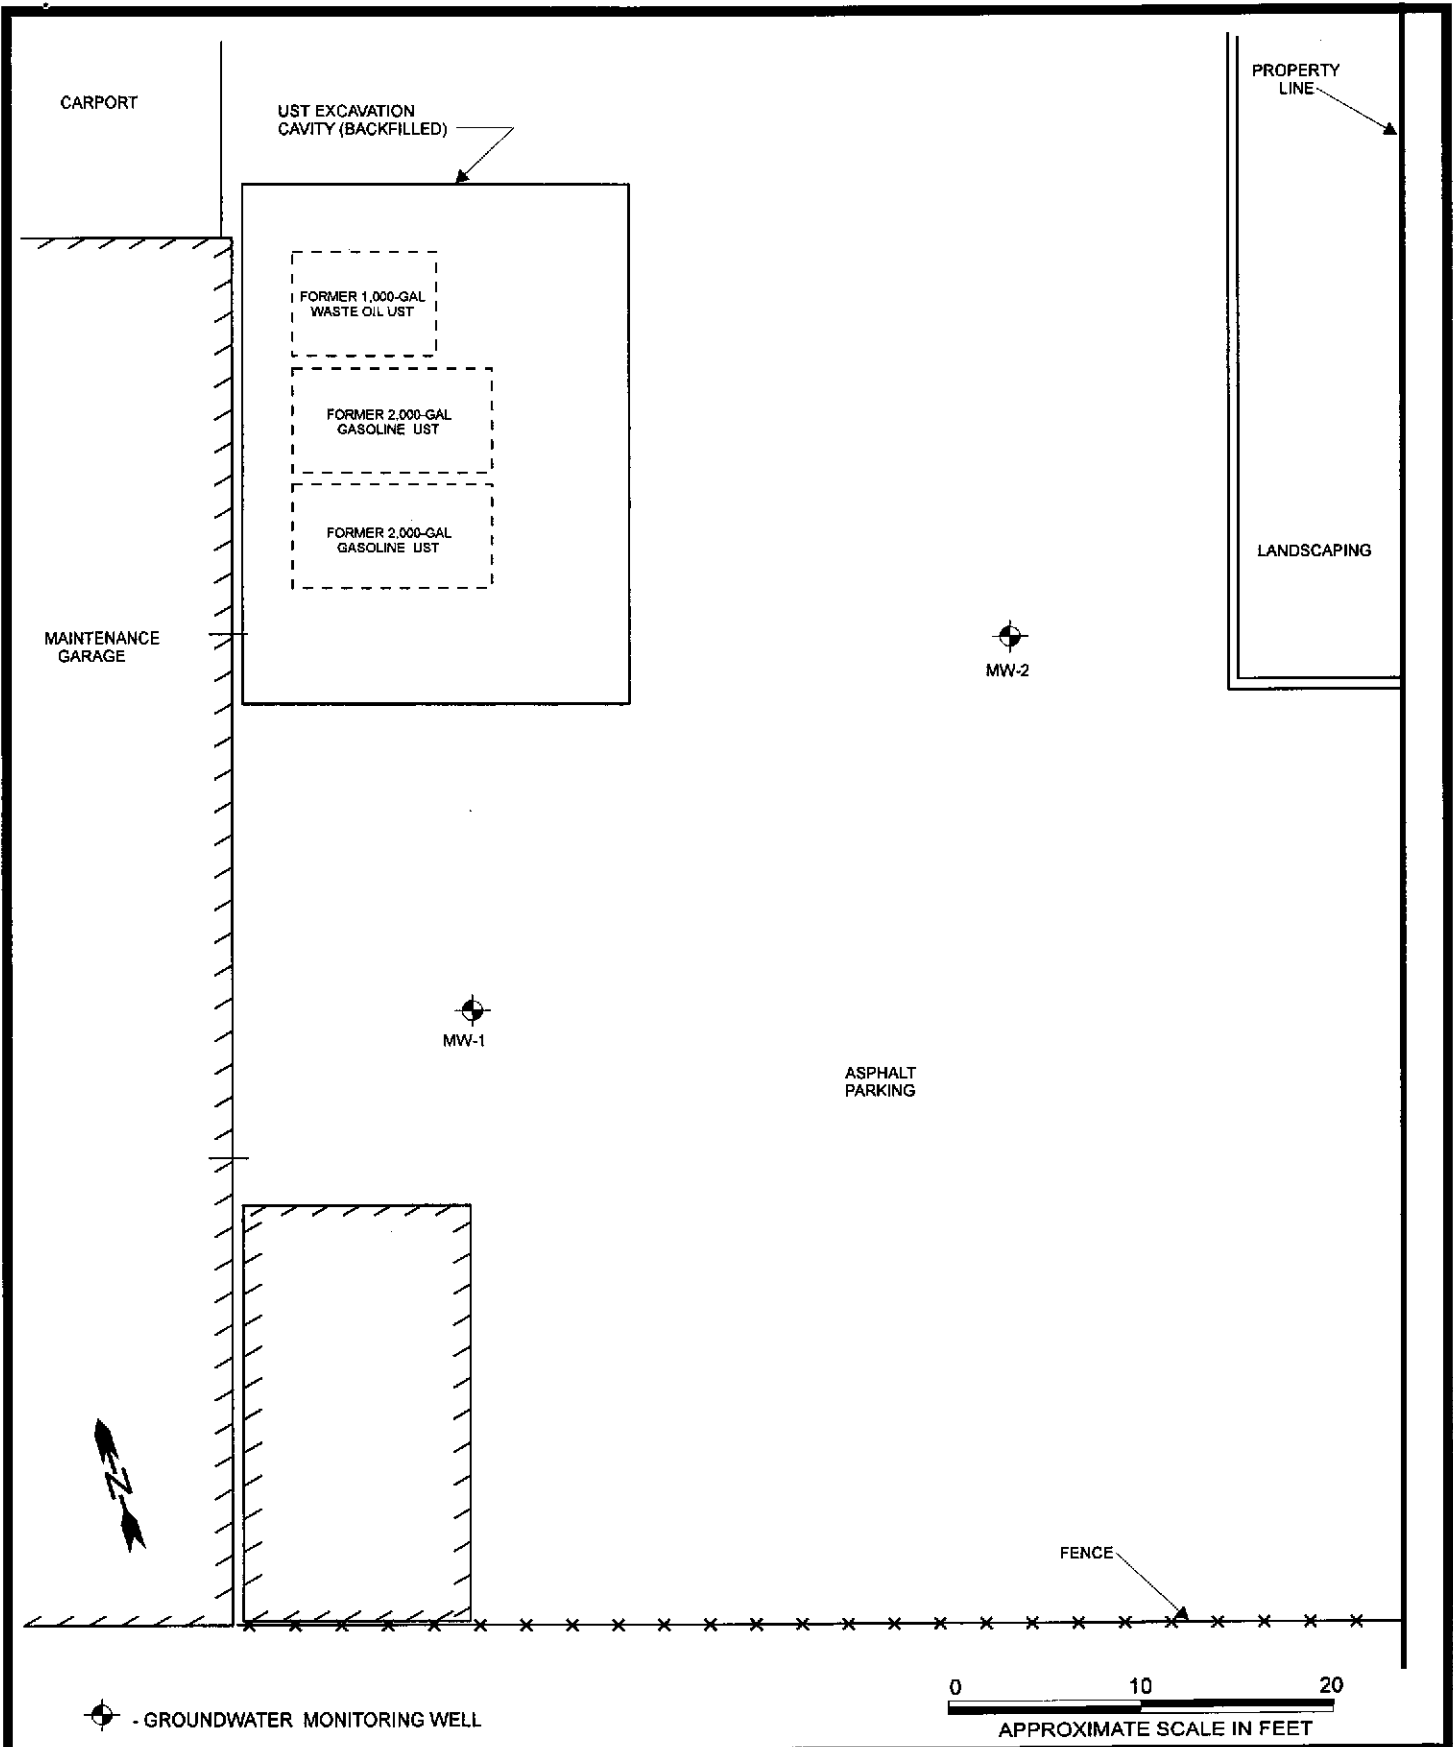 CARPORT
UST EXCAVATION
CAVITY (BACKFILLED)
PROPERTY
LINE
FORMER 1,000-GAL
WASTE OIL UST
FORMER 2,000-GAL
GASOLINE UST
FORMER 2,000-GAL
GASOLINE UST
LANDSCAPING
MAINTENANCE
GARAGE
MW-2
MW-1
ASPHALT
PARKING
N
FENCE
0 10 20
- GROUNDWATER MONITORING WELL
APPROXIMATE SCALE IN FEET